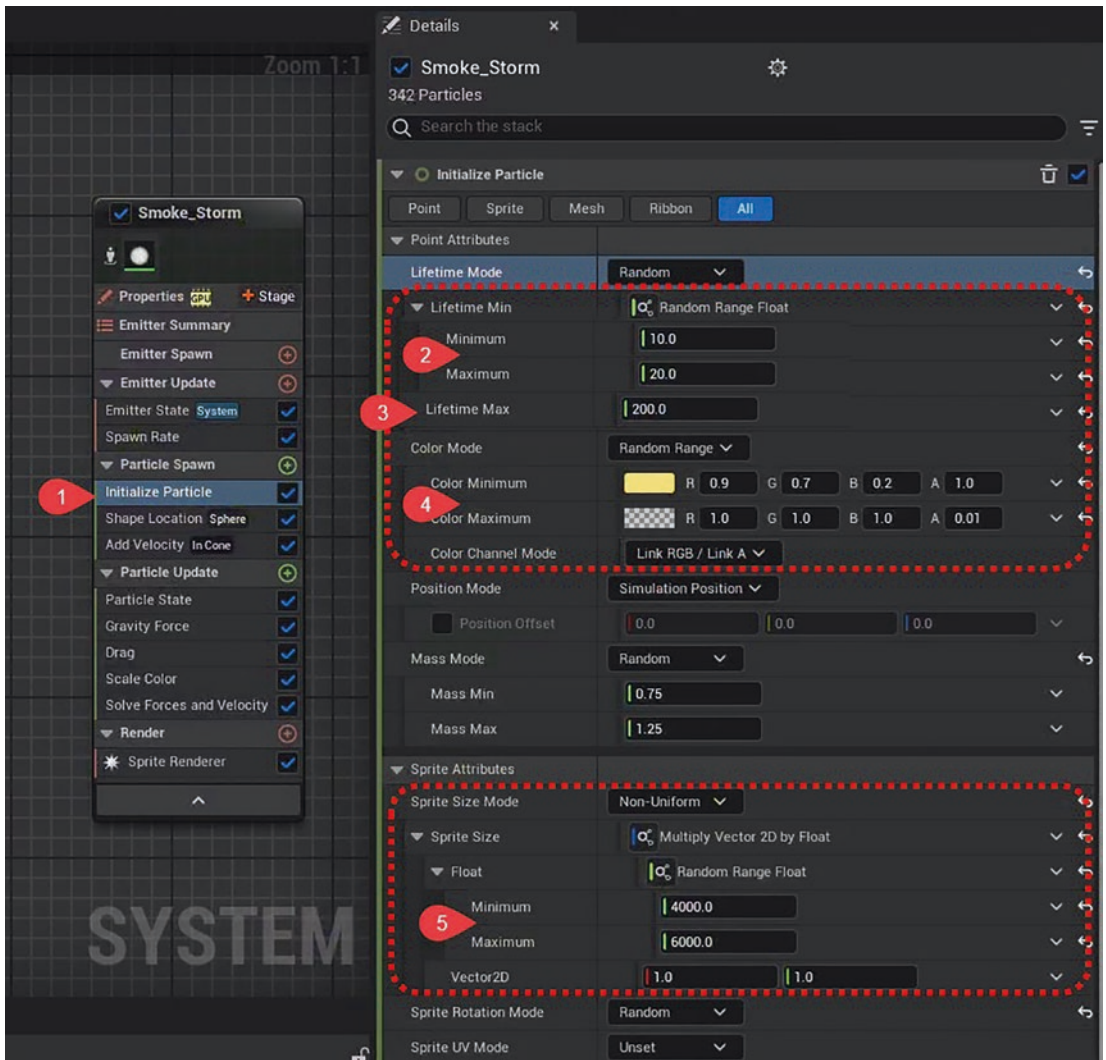 Zoom 1:1
Smoke_Storm
Properties GPU + Stage
Emitter Summary
Emitter Spawn
Emitter Update
Emitter State System
Spawn Rate
Particle Spawn
1 Initialize Particle
Shape Location Sphere
Add Velocity In Cone
Particle Update
Particle State
Gravity Force
Drag
Scale Color
Solve Forces and Velocity
Render
Sprite Renderer
SYSTEM
Details ×
Smoke_Storm
342 Particles
Search the stack
Initialize Particle
Point Sprite Mesh Ribbon All
Point Attributes
Lifetime Mode Random
Lifetime Min Random Range Float
2 Minimum 10.0
Maximum 20.0
3 Lifetime Max 200.0
Color Mode Random Range
Color Minimum R 0.9 G 0.7 B 0.2 A 1.0
4 Color Maximum R 1.0 G 1.0 B 1.0 A 0.01
Color Channel Mode Link RGB / Link A
Position Mode Simulation Position
Position Offset 0.0 0.0 0.0
Mass Mode Random
Mass Min 0.75
Mass Max 1.25
Sprite Attributes
Sprite Size Mode Non-Uniform
Sprite Size Multiply Vector 2D by Float
Float Random Range Float
5 Minimum 4000.0
Maximum 6000.0
Vector2D 1.0 1.0
Sprite Rotation Mode Random
Sprite UV Mode Unset